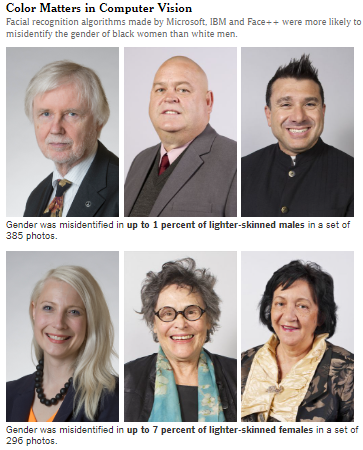 Color Matters in Computer Vision
Facial recognition algorithms made by Microsoft, IBM and Face++ were more likely to
misidentify the gender of black women than white men.
Gender was misidentified in up to 1 percent of lighter-skinned males in a set of
385 photos.
Gender was misidentified in up to 7 percent of lighter-skinned females in a set of
296 photos.